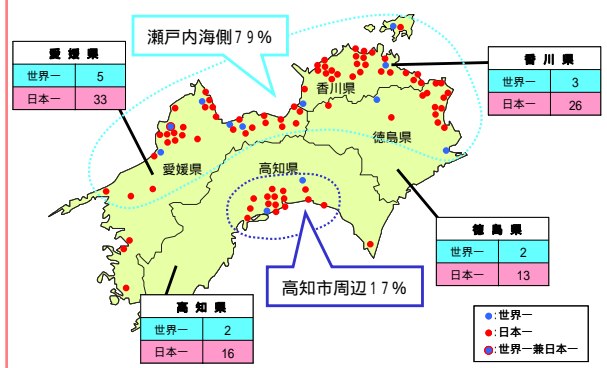 瀬戸内海側79%
愛媛県
世界一 5
日本一 33
香川県
世界一 3
日本一 26
香川県
徳島県
愛媛県
高知県
徳島県
世界一 2
日本一 13
高知市周辺17%
高知県
世界一 2
日本一 16
:世界一
:日本一
:世界一兼日本一